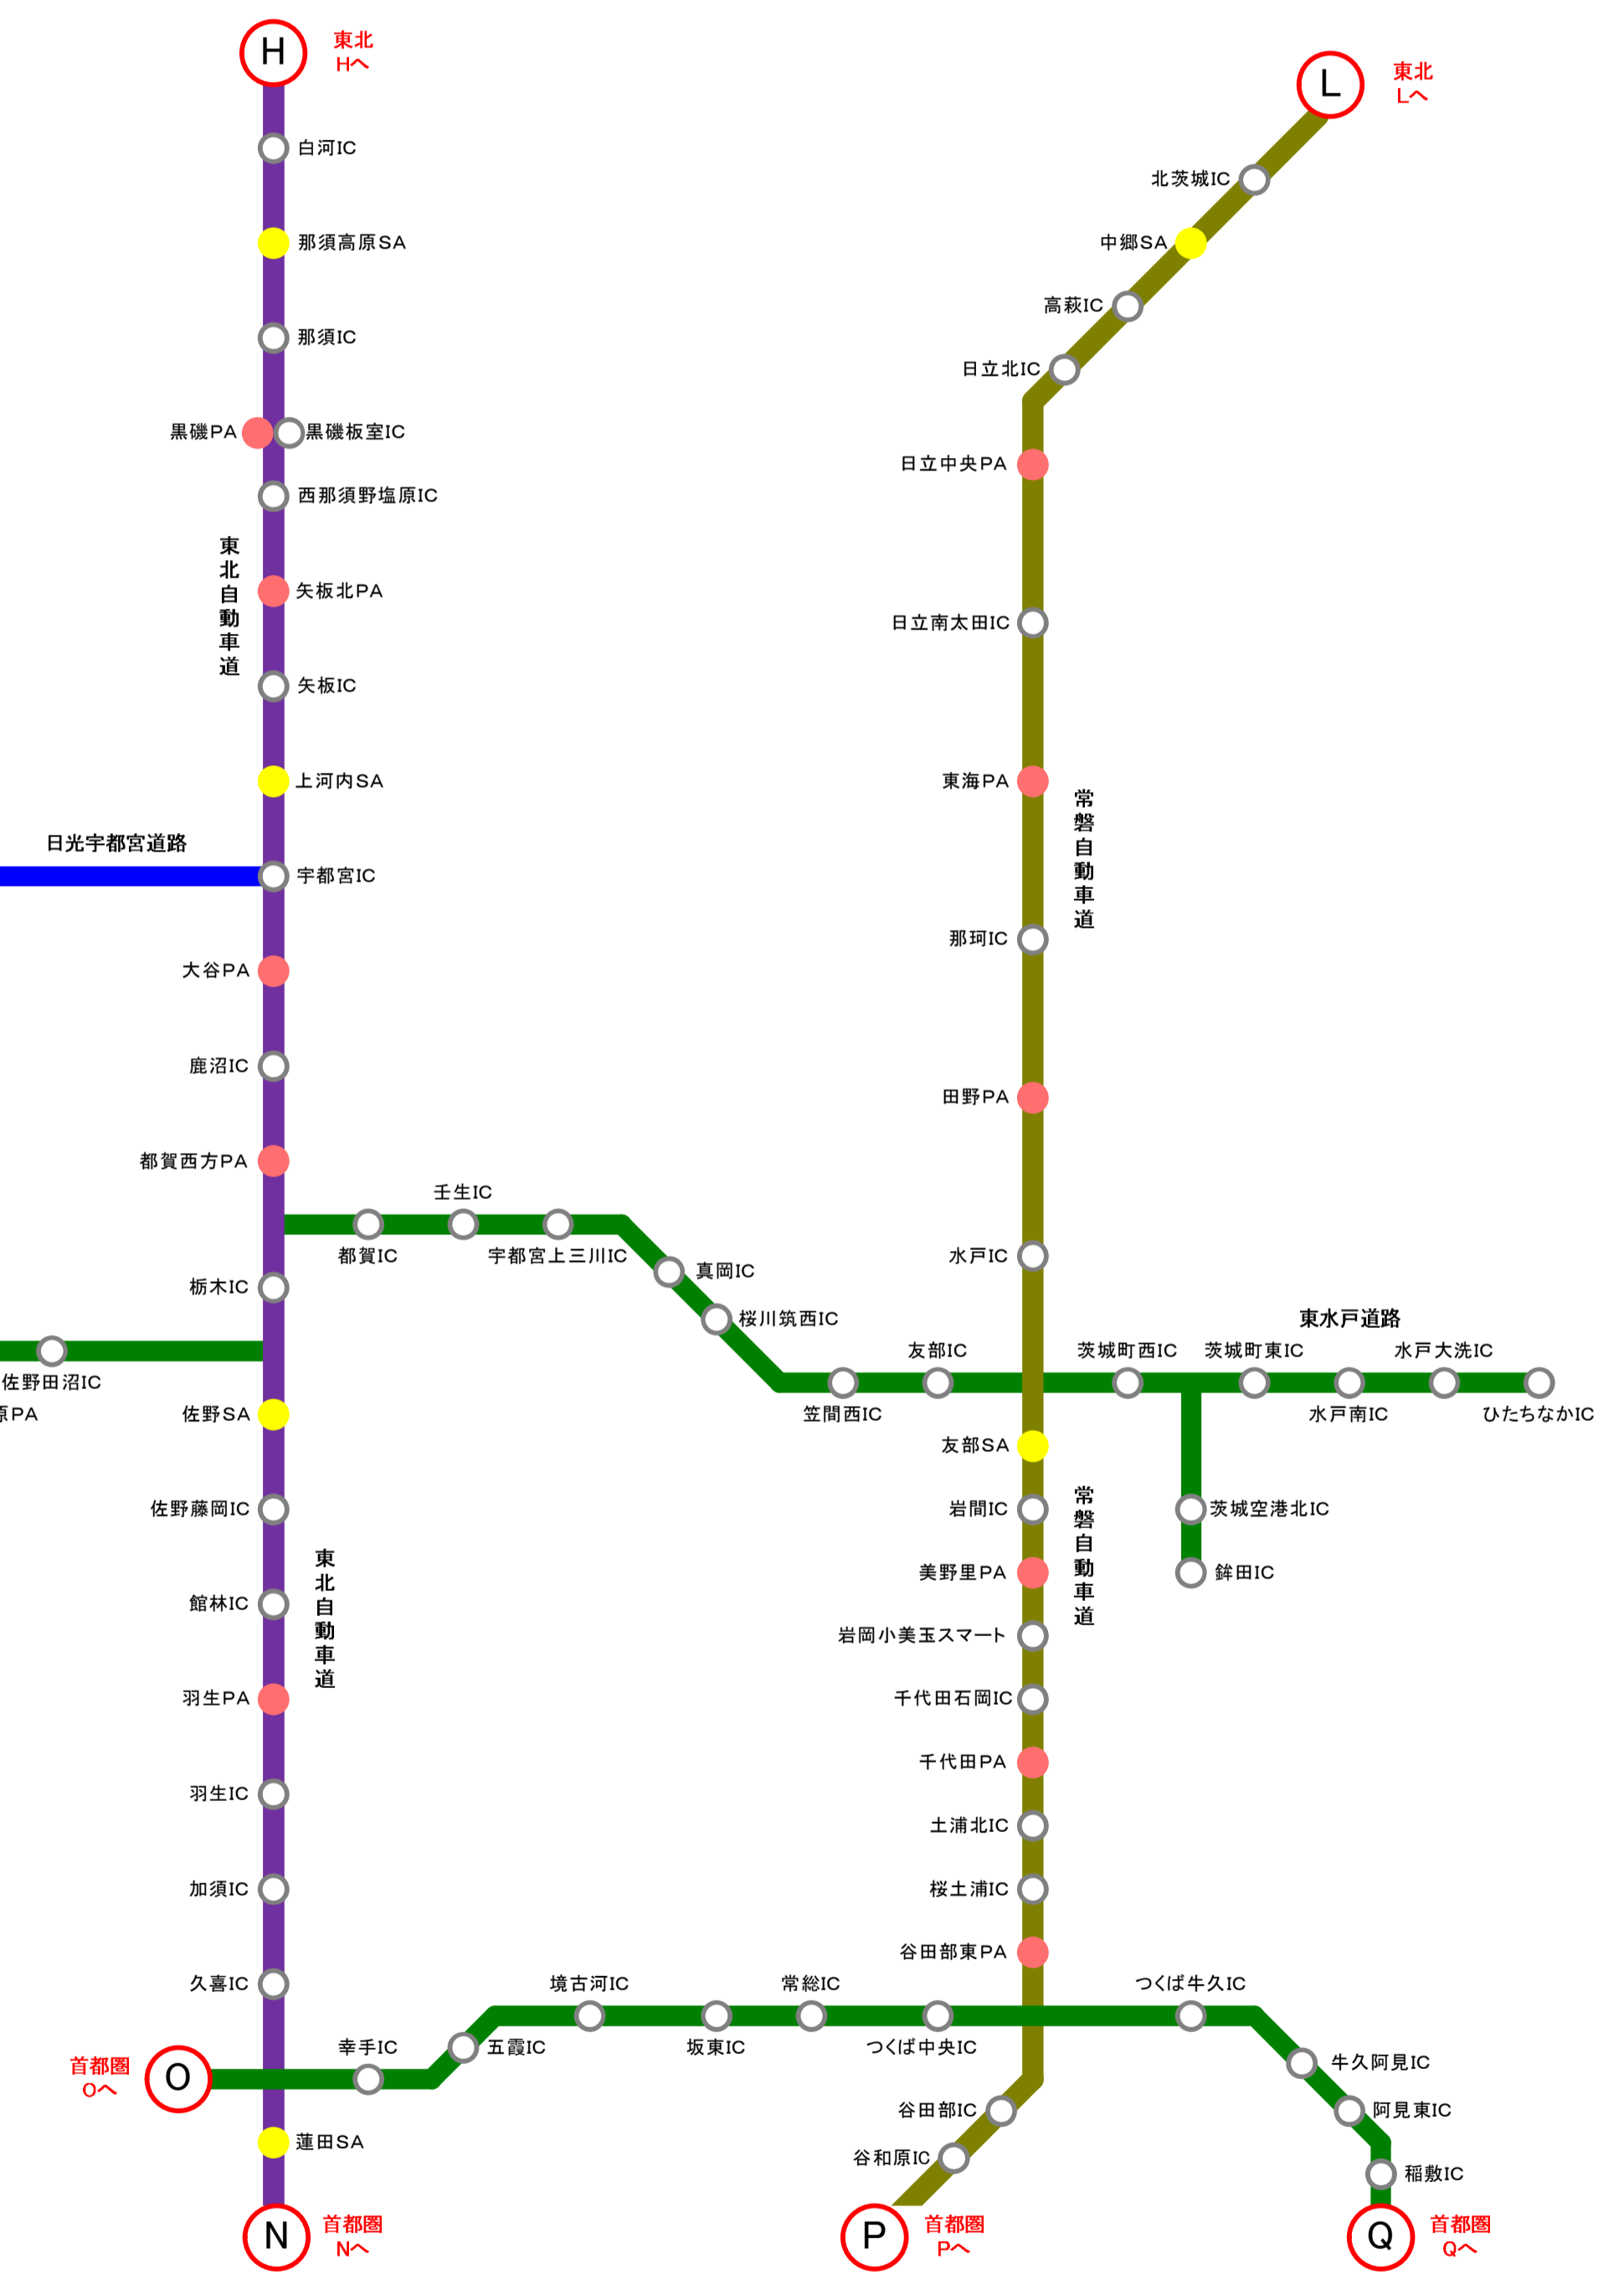 H
東北
Hへ
L
東北
Lへ
白河IC
北茨城IC
那須高原SA
中郷SA
高萩IC
那須IC
日立北IC
黒磯PA
黒磯板室IC
日立中央PA
西那須野塩原IC
東北自動車道
矢板北PA
日立南太田IC
矢板IC
上河内SA
東海PA
常磐自動車道
日光宇都宮道路
宇都宮IC
那珂IC
大谷PA
鹿沼IC
田野PA
都賀西方PA
壬生IC
都賀IC
宇都宮上三川IC
水戸IC
真岡IC
栃木IC
桜川筑西IC
東水戸道路
友部IC
茨城町西IC
茨城町東IC
水戸大洗IC
佐野田沼IC
原PA
佐野SA
笠間西IC
水戸南IC
ひたちなかIC
友部SA
佐野藤岡IC
岩間IC
茨城空港北IC
常磐自動車道
東北自動車道
美野里PA
鉾田IC
館林IC
岩岡小美玉スマート
羽生PA
千代田石岡IC
千代田PA
羽生IC
土浦北IC
加須IC
桜土浦IC
谷田部東PA
久喜IC
境古河IC
常総IC
つくば牛久IC
幸手IC
五霞IC
坂東IC
つくば中央IC
首都圏
Oへ
O
牛久阿見IC
谷田部IC
阿見東IC
蓮田SA
谷和原IC
稲敷IC
N
首都圏
Nへ
P
首都圏
Pへ
Q
首都圏
Qへ